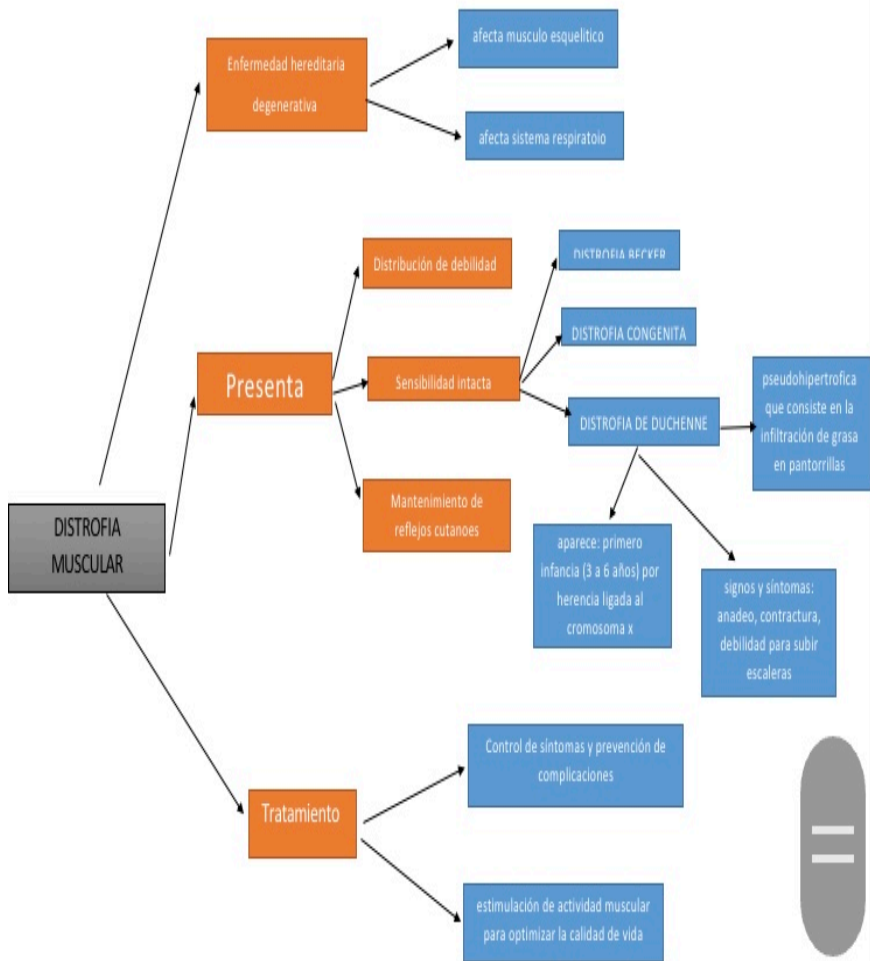 afecta musculo esquelitico
Enfermedad hereditaria
degenerativa
afecta sistema respiratoio
DISTROFIA BECKER
Distribución de debilidad
DISTROFIA CONGENITA
Presenta
Sensibilidad intacta
pseudohipertrofica
que consiste en la
infiltración de grasa
en pantorrillas
DISTROFIA DE DUCHENNE
Mantenimiento de
reflejos cutanoes
DISTROFIA
MUSCULAR
aparece: primero
infancia (3 a 6 años) por
herencia ligada al
cromosoma x
signos y síntomas:
anadeo, contractura,
debilidad para subir
escaleras
Control de síntomas y prevención de
complicaciones
Tratamiento
estimulación de actividad muscular
para optimizar la calidad de vida